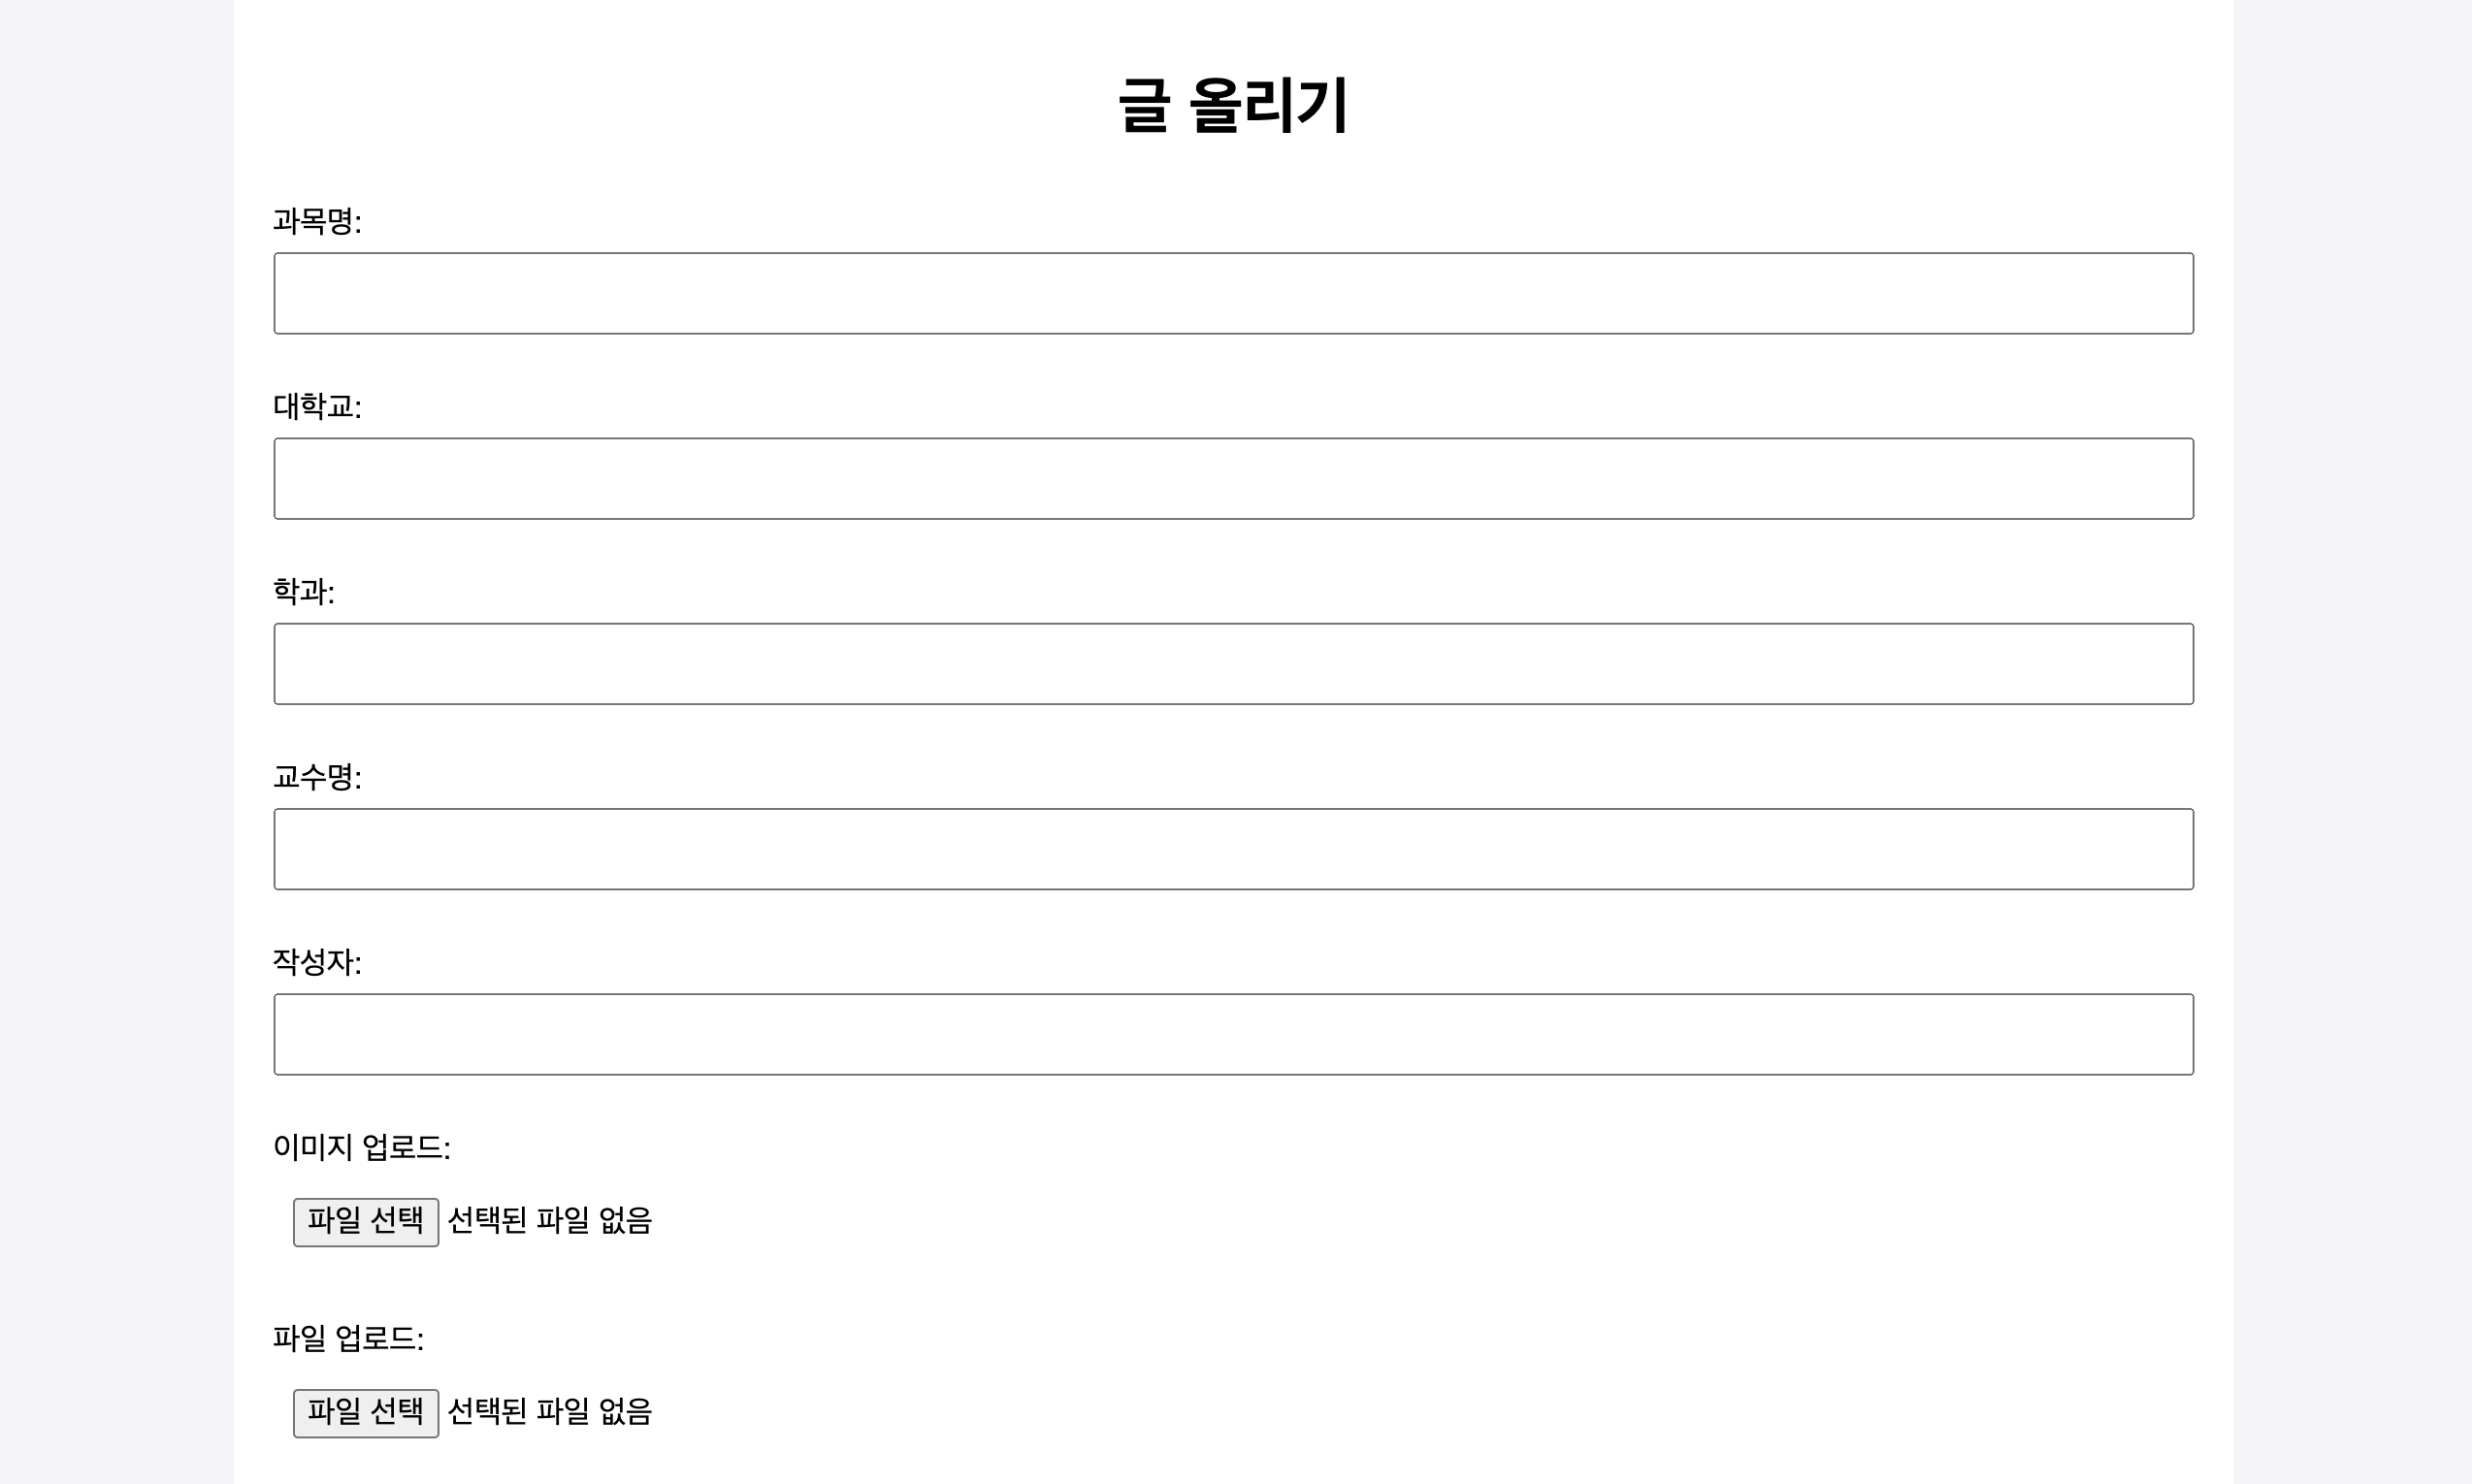 글 올리기
과목명:
대학교:
학과:
교수명:
작성자:
이미지 업로드:
파일 선택 선택된 파일 없음
파일 업로드:
파일 선택 선택된 파일 없음